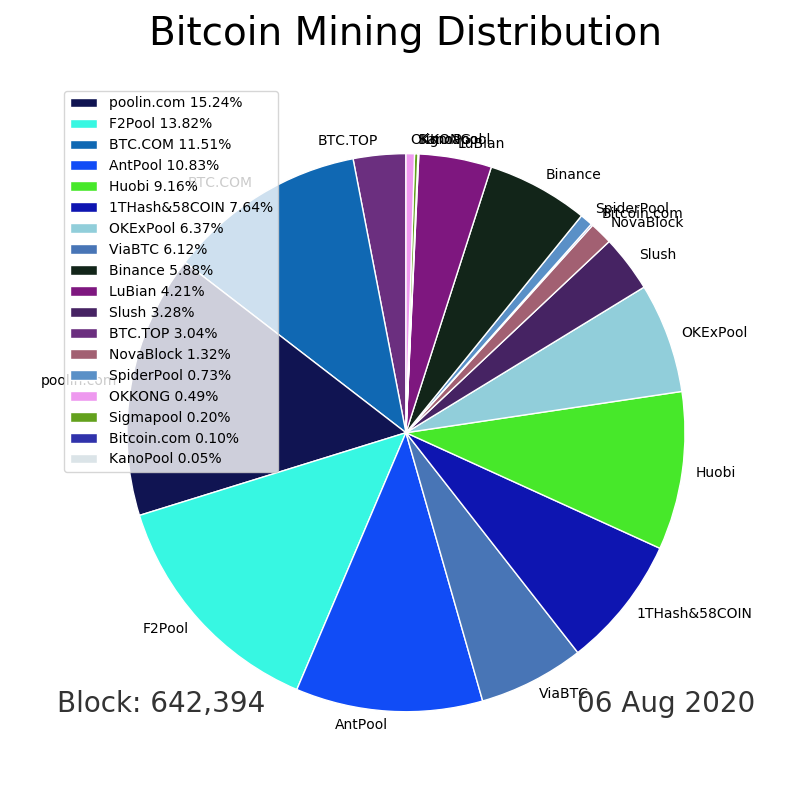 Bitcoin Mining Distribution
poolin.com 15.24%
F2Pool 13.82%
BTC.COM 11.51%
AntPool 10.83%
Huobi 9.16%
1THash&58COIN 7.64%
OKExPool 6.37%
ViaBTC 6.12%
Binance 5.88%
LuBian 4.21%
Slush 3.28%
BTC.TOP 3.04%
NovaBlock 1.32%
SpiderPool 0.73%
OKKONG 0.49%
Sigmapool 0.20%
Bitcoin.com 0.10%
KanoPool 0.05%
BTC.TOP
OKKONG
LuBian
Binance
BTC.COM
SpiderPool
Bitcoin.com
NovaBlock
Slush
OKExPool
poolin.com
Huobi
1THash&58COIN
F2Pool
ViaBTC
AntPool
Block: 642,394
06 Aug 2020